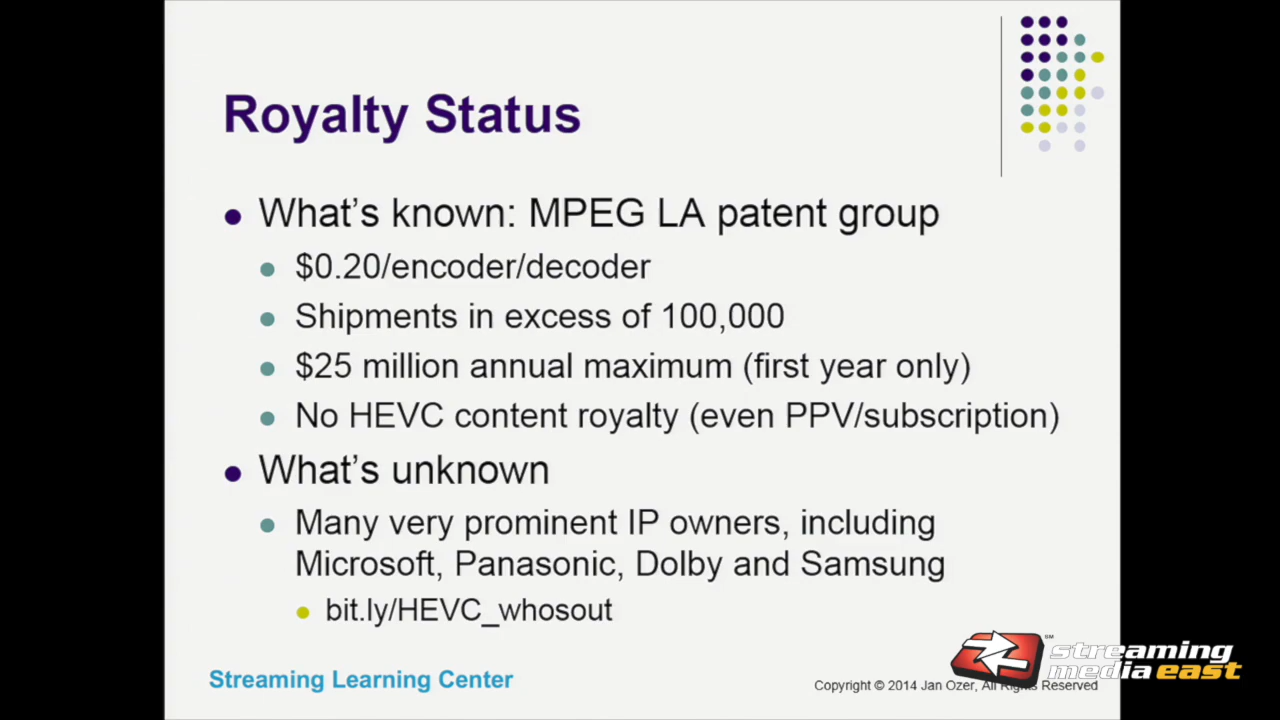 Royalty Status
What's known: MPEG LA patent group
$0.20/encoder/decoder
Shipments in excess of 100,000
$25 million annual maximum (first year only)
No HEVC content royalty (even PPV/subscription)
What's unknown
Many very prominent IP owners, including
Microsoft, Panasonic, Dolby and Samsung
bit.ly/HEVC_whosout
Streaming Learning Center
Copyright © 2014 Jan Ozer, All Rights Reserved
SM
streaming
media east